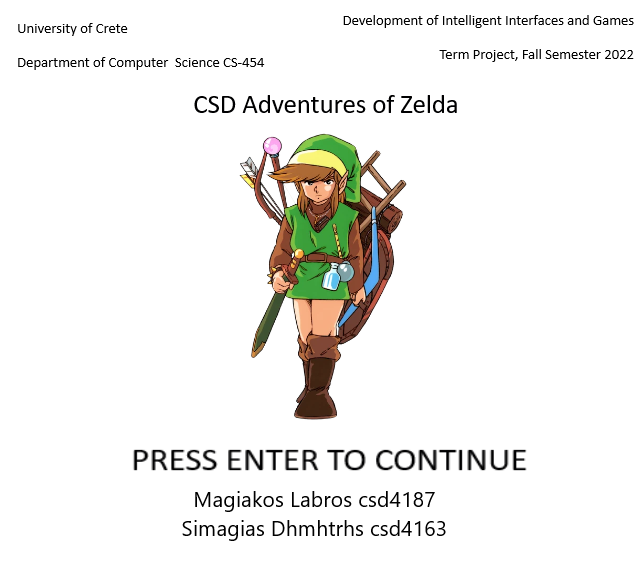 University of Crete
Department of Computer  Science CS-454
Development of Intelligent Interfaces and Games
Term Project, Fall Semester 2022
CSD Adventures of Zelda
PRESS ENTER TO CONTINUE
Magiakos Labros csd4187
Simagias Dhmhtrhs csd4163